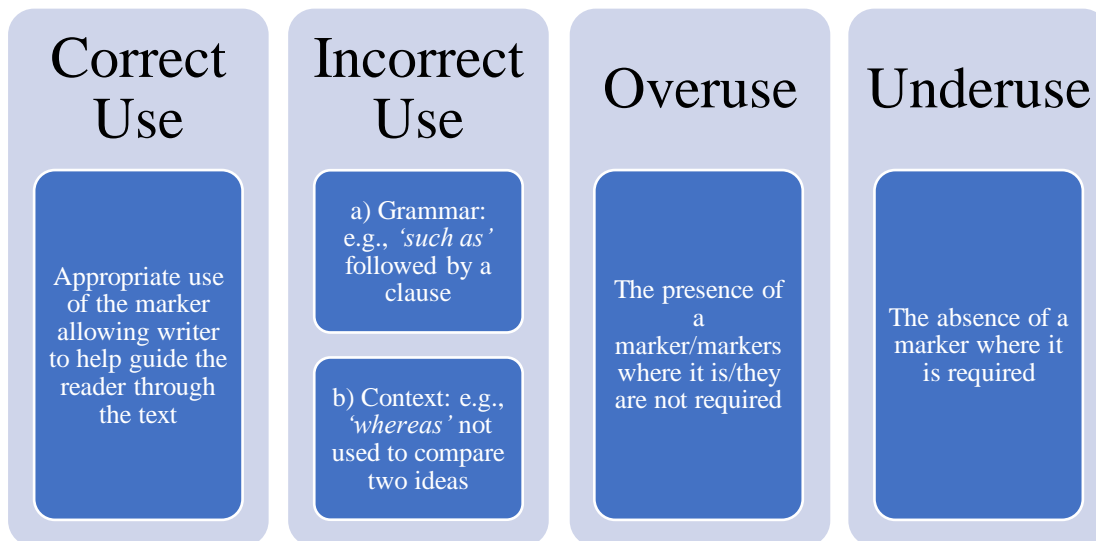 Correct
Use
Appropriate use
of the marker
allowing writer
to help guide the
reader through
the text
Incorrect
Use
a) Grammar:
e.g., ‘such as’
followed by a
clause
b) Context: e.g.,
‘whereas’ not
used to compare
two ideas
Overuse
The presence of
a
marker/markers
where it is/they
are not required
Underuse
The absence of a
marker where it
is required